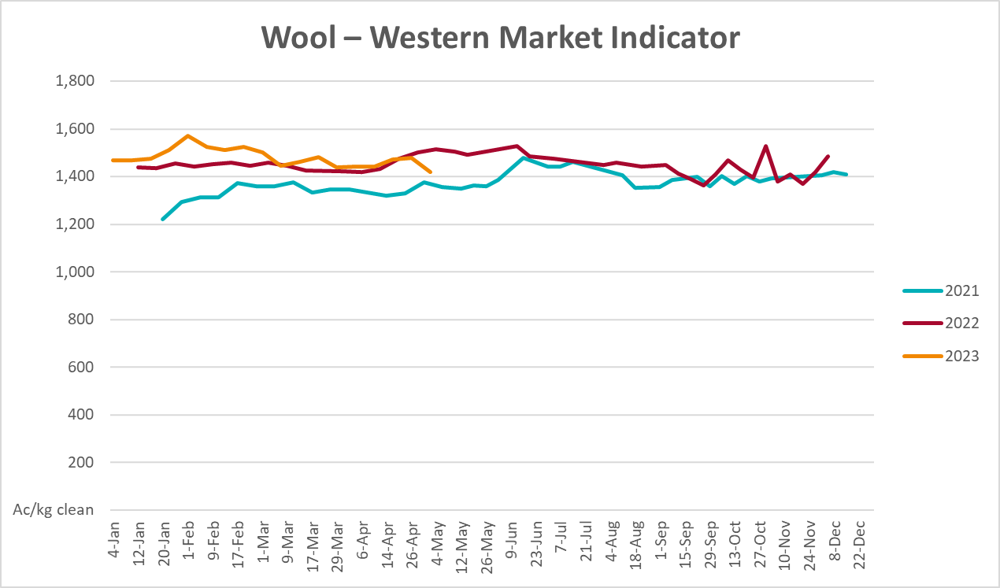 Wool – Western Market Indicator
1,800
1,600
1,400
1,200
1,000
800
600
400
200
Ac/kg clean
4-Jan
12-Jan
20-Jan
1-Feb
9-Feb
17-Feb
1-Mar
9-Mar
17-Mar
29-Mar
6-Apr
14-Apr
26-Apr
4-May
12-May
26-May
9-Jun
23-Jun
7-Jul
21-Jul
4-Aug
18-Aug
1-Sep
15-Sep
29-Sep
13-Oct
27-Oct
10-Nov
24-Nov
8-Dec
22-Dec
2021
2022
2023